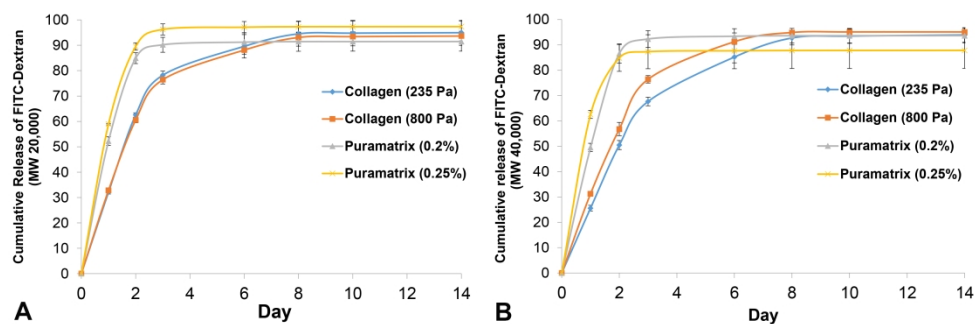 Cumulative Release of FITC-Dextran
(MW 20,000)
100
90
80
70
60
50
40
30
20
10
0
0 2 4 6 8 10 12 14
Day
A
Collagen (235 Pa)
Collagen (800 Pa)
Puramatrix (0.2%)
Puramatrix (0.25%)
Cumulative release of FITC-Dextran
(MW 40,000)
100
90
80
70
60
50
40
30
20
10
0
0 2 4 6 8 10 12 14
Day
B
Collagen (235 Pa)
Collagen (800 Pa)
Puramatrix (0.2%)
Puramatrix (0.25%)